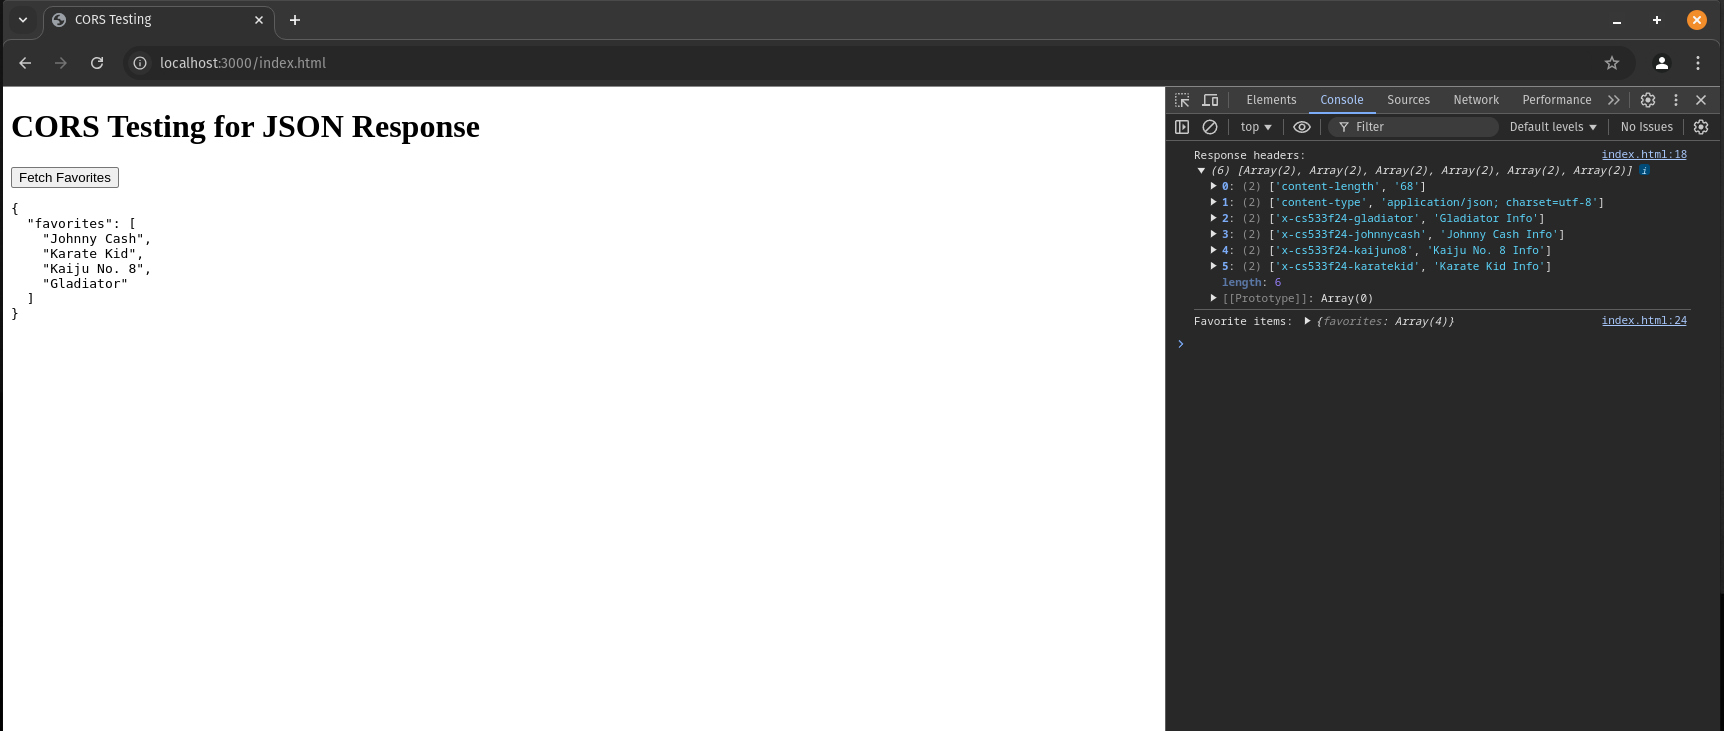 CORS Testing
localhost:3000/index.html
CORS Testing for JSON Response
Fetch Favorites
{
  "favorites": [
    "Johnny Cash",
    "Karate Kid",
    "Kaiju No. 8",
    "Gladiator"
  ]
}
Elements Console Sources Network Performance
top Filter Default levels No Issues
Response headers: index.html:18
(6) [Array(2), Array(2), Array(2), Array(2), Array(2), Array(2)] i
0: (2) ['content-length', '68']
1: (2) ['content-type', 'application/json; charset=utf-8']
2: (2) ['x-cs533f24-gladiator', 'Gladiator Info']
3: (2) ['x-cs533f24-johnnycash', 'Johnny Cash Info']
4: (2) ['x-cs533f24-kaijuno8', 'Kaiju No. 8 Info']
5: (2) ['x-cs533f24-karatekid', 'Karate Kid Info']
length: 6
[[Prototype]]: Array(0)
Favorite items: {favorites: Array(4)} index.html:24